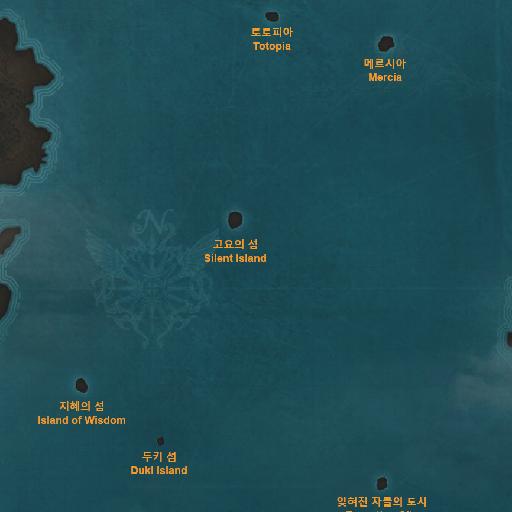 토토피아
Totopia
메르시아
Mercia
고요의 섬
Silent Island
지혜의 섬
Island of Wisdom
두키 섬
Duki Island
잊혀진 자들의 도시